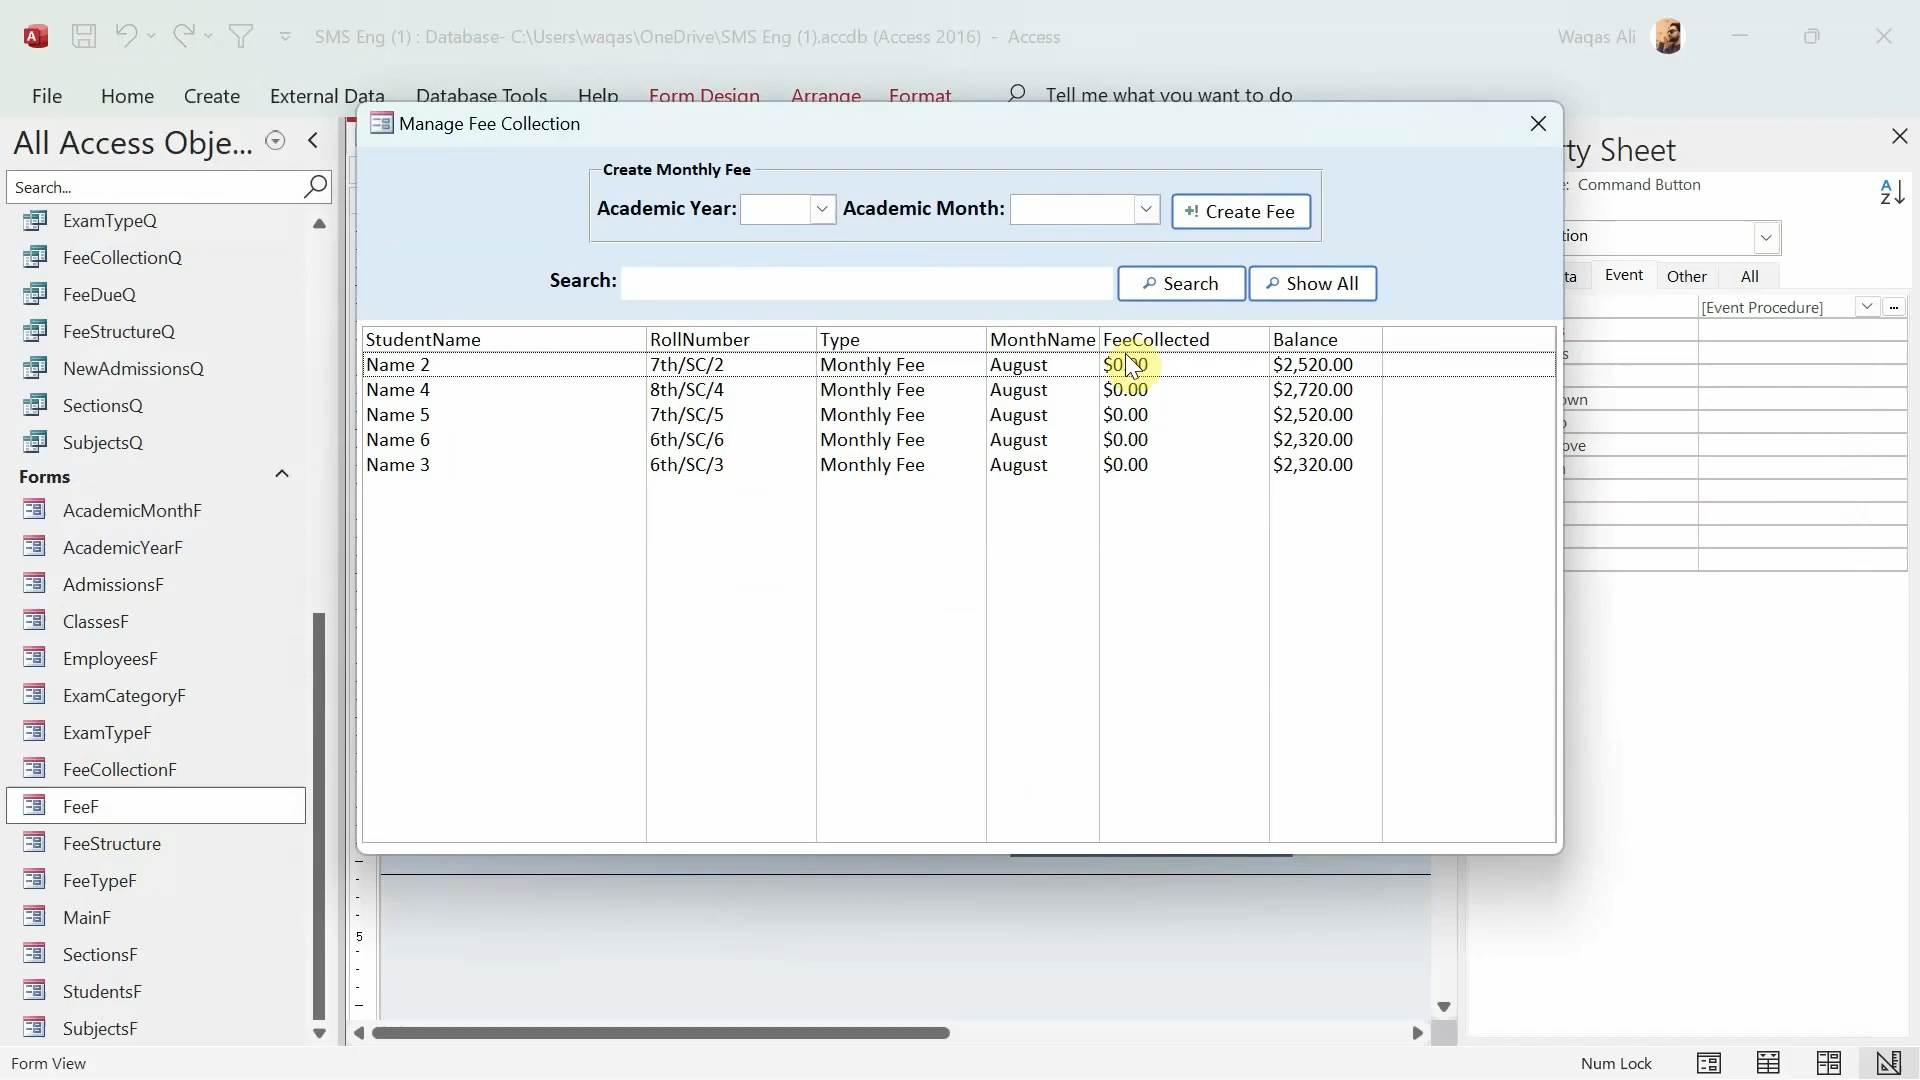 SMS Eng (1) : Database- C:\Users\waqas\OneDrive\SMS Eng (1).accdb (Access 2016) - Access
Waqas Ali
File Home Create External Data Database Tools Help Form Design Arrange Format Tell me what you want to do
All Access Obje...
Search...
ExamTypeQ
FeeCollectionQ
FeeDueQ
FeeStructureQ
NewAdmissionsQ
SectionsQ
SubjectsQ
Forms
AcademicMonthF
AcademicYearF
AdmissionsF
ClassesF
EmployeesF
ExamCategoryF
ExamTypeF
FeeCollectionF
FeeF
FeeStructure
FeeTypeF
MainF
SectionsF
StudentsF
SubjectsF
Manage Fee Collection
Create Monthly Fee
Academic Year: Academic Month: Create Fee
Search: Search Show All
StudentName RollNumber Type MonthName FeeCollected Balance
Name 2 7th/SC/2 Monthly Fee August $0.00 $2,520.00
Name 4 8th/SC/4 Monthly Fee August $0.00 $2,720.00
Name 5 7th/SC/5 Monthly Fee August $0.00 $2,520.00
Name 6 6th/SC/6 Monthly Fee August $0.00 $2,320.00
Name 3 6th/SC/3 Monthly Fee August $0.00 $2,320.00
5
ty Sheet
: Command Button
A
Z
tion
ta Event Other All
[Event Procedure]
s
own
ove
Form View
Num Lock